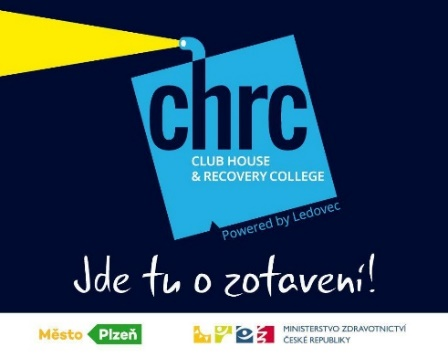 chrc
CLUB HOUSE
& RECOVERY COLLEGE
Powered by Ledovec
Jde tu o zotavení!
Město Plzeň
MINISTERSTVO ZDRAVOTNICTVÍ
ČESKÉ REPUBLIKY